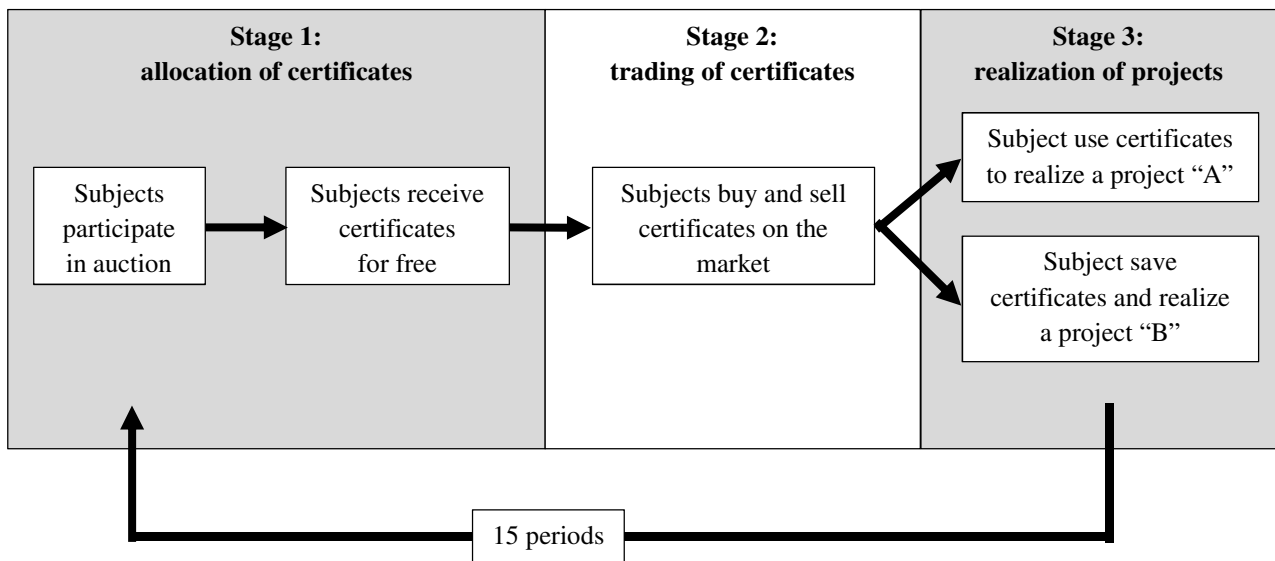 Stage 1:
allocation of certificates
Subjects
participate
in auction
Subjects receive
certificates
for free
Stage 2:
trading of certificates
Subjects buy and sell
certificates on the
market
Stage 3:
realization of projects
Subject use certificates
to realize a project “A”
Subject save
certificates and realize
a project “B”
15 periods